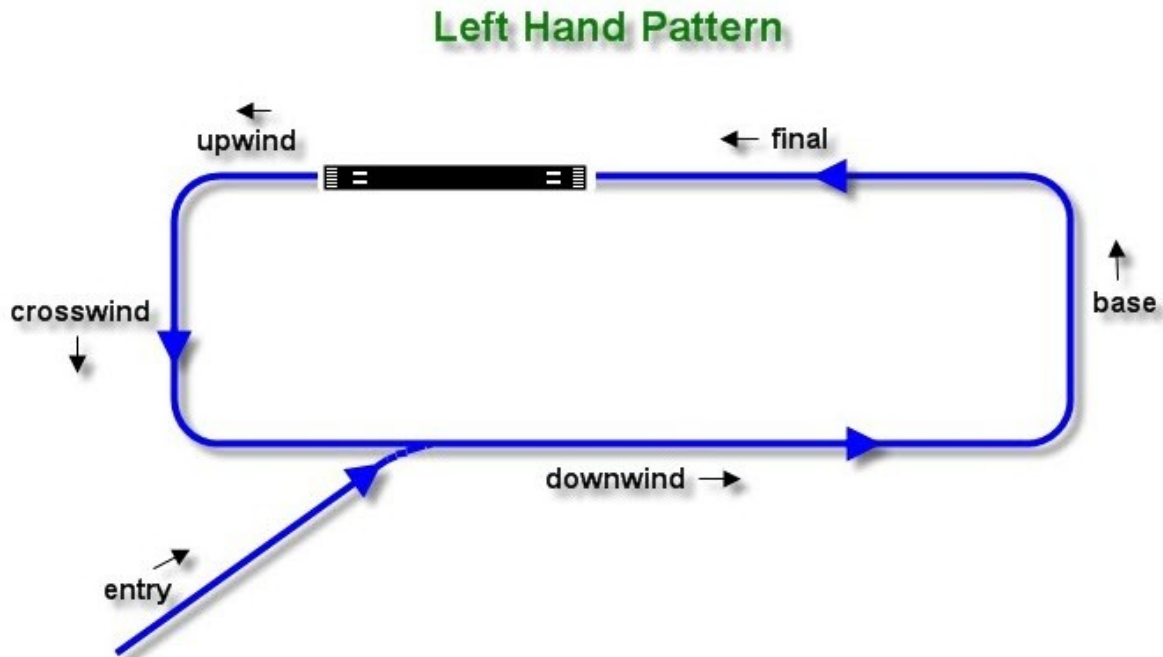 Left Hand Pattern
upwind
final
crosswind
base
downwind
entry